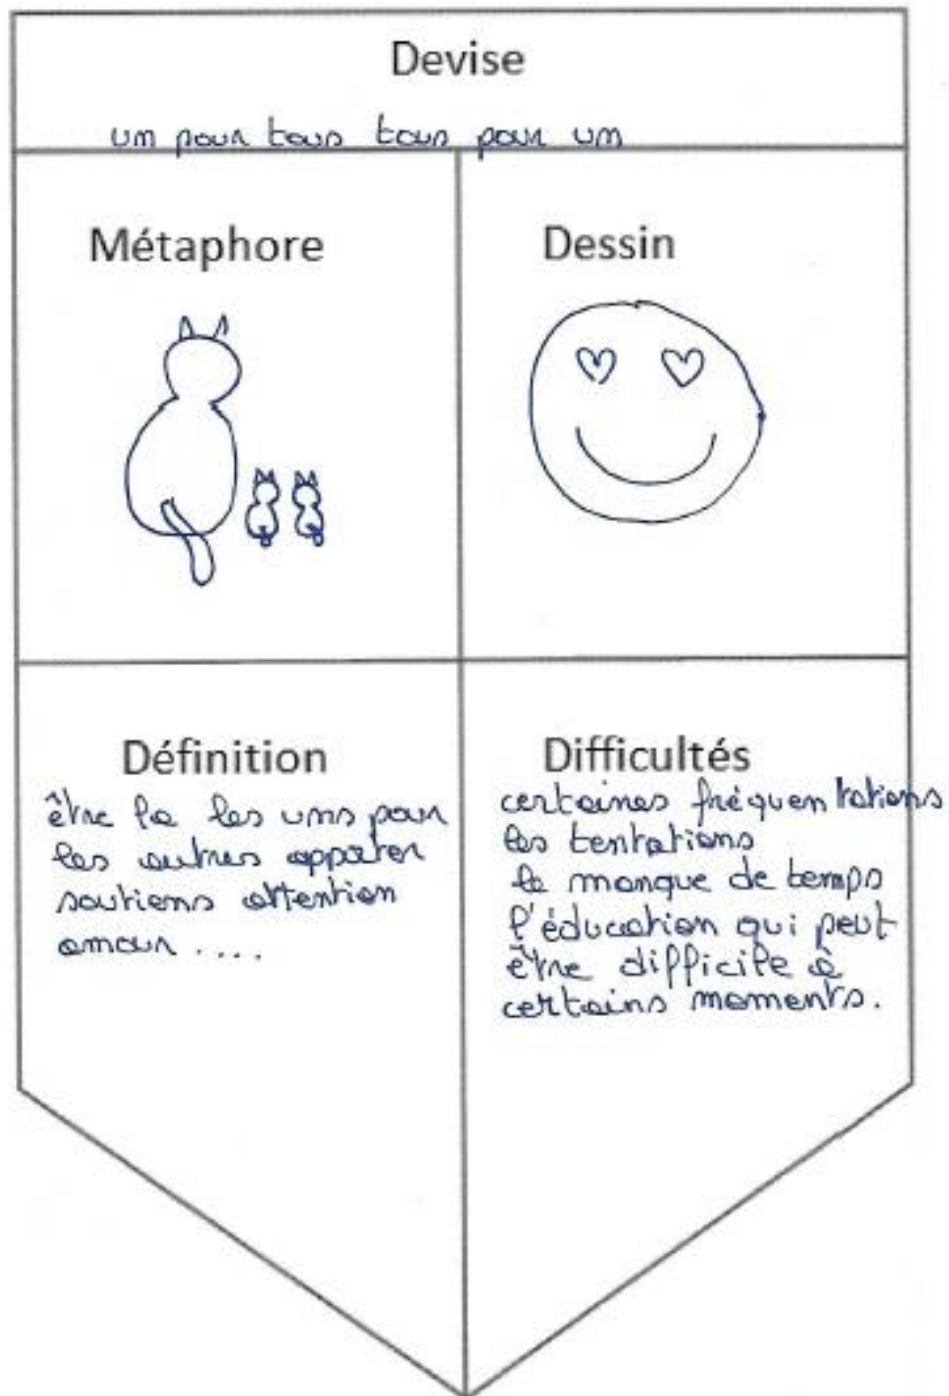 Devise
un pour tous tous pour un
Métaphore
Dessin
Définition
être la les uns pour
les autres apporter
soutiens attention
amour ....
Difficultés
certaines fréquentations
les tentations
le manque de temps
l'éducation qui peut
être difficile à
certains moments.